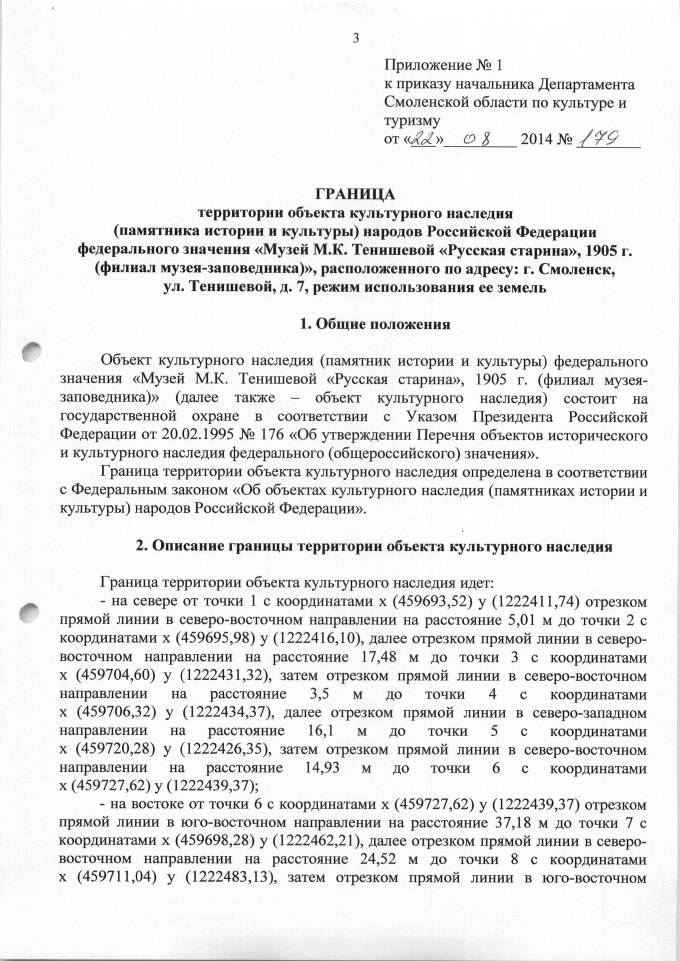 3
Приложение № 1
к приказу начальника Департамента
Смоленской области по культуре и
туризму
от «22» 08 2014 № 179
ГРАНИЦА
территории объекта культурного наследия
(памятника истории и культуры) народов Российской Федерации
федерального значения «Музей М.К. Тенишевой «Русская старина», 1905 г.
(филиал музея-заповедника)», расположенного по адресу: г. Смоленск,
ул. Тенишевой, д. 7, режим использования ее земель
1. Общие положения
Объект культурного наследия (памятник истории и культуры) федерального
значения «Музей М.К. Тенишевой «Русская старина», 1905 г. (филиал музея-
заповедника)» (далее также – объект культурного наследия) состоит на
государственной охране в соответствии с Указом Президента Российской
Федерации от 20.02.1995 № 176 «Об утверждении Перечня объектов исторического
и культурного наследия федерального (общероссийского) значения».
Граница территории объекта культурного наследия определена в соответствии
с Федеральным законом «Об объектах культурного наследия (памятниках истории и
культуры) народов Российской Федерации».
2. Описание границы территории объекта культурного наследия
Граница территории объекта культурного наследия идет:
- на севере от точки 1 с координатами х (459693,52) у (1222411,74) отрезком
прямой линии в северо-восточном направлении на расстояние 5,01 м до точки 2 с
координатами х (459695,98) у (1222416,10), далее отрезком прямой линии в северо-
восточном направлении на расстояние 17,48 м до точки 3 с координатами
х (459704,60) у (1222431,32), затем отрезком прямой линии в северо-восточном
направлении на расстояние 3,5 м до точки 4 с координатами
х (459706,32) у (1222434,37), далее отрезком прямой линии в северо-западном
направлении на расстояние 16,1 м до точки 5 с координатами
х (459720,28) у (1222426,35), затем отрезком прямой линии в северо-восточном
направлении на расстояние 14,93 м до точки 6 с координатами
х (459727,62) у (1222439,37);
- на востоке от точки 6 с координатами х (459727,62) у (1222439,37) отрезком
прямой линии в юго-восточном направлении на расстояние 37,18 м до точки 7 с
координатами х (459698,28) у (1222462,21), далее отрезком прямой линии в северо-
восточном направлении на расстояние 24,52 м до точки 8 с координатами
х (459711,04) у (1222483,13), затем отрезком прямой линии в юго-восточном